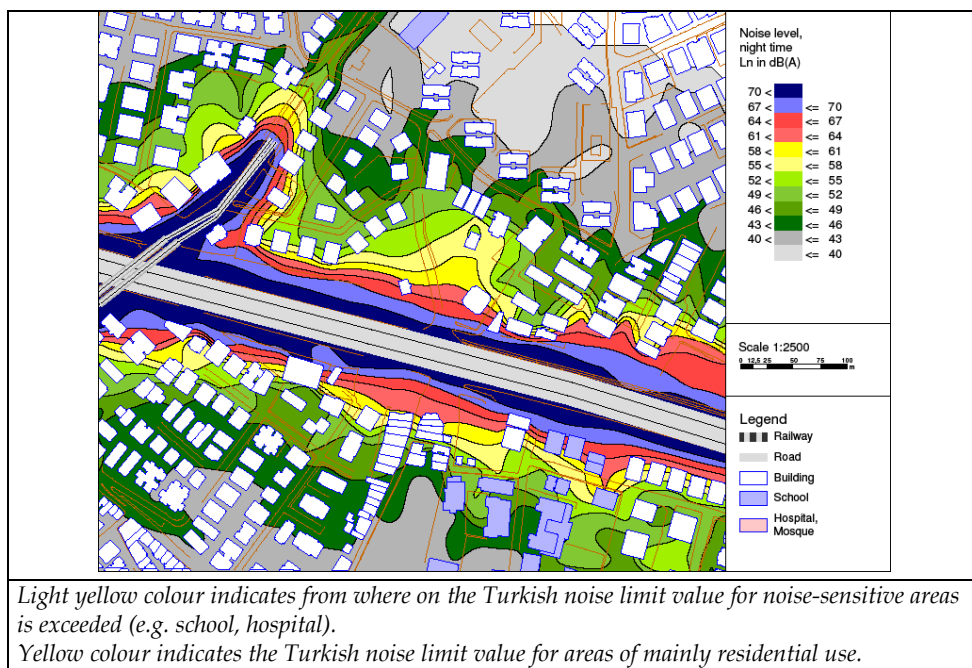 Noise level,
night time
Ln in dB(A)
70 <
67 < <= 70
64 < <= 67
61 < <= 64
58 < <= 61
55 < <= 58
52 < <= 55
49 < <= 52
46 < <= 49
43 < <= 46
40 < <= 43
<= 40
Scale 1:2500
0 12,5 25 50 75 100
m
Legend
Railway
Road
Building
School
Hospital,
Mosque
Light yellow colour indicates from where on the Turkish noise limit value for noise-sensitive areas
is exceeded (e.g. school, hospital).
Yellow colour indicates the Turkish noise limit value for areas of mainly residential use.